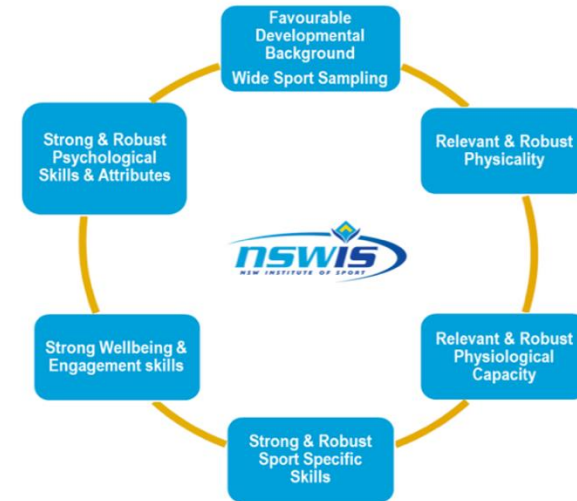 Favourable
Developmental
Background
Wide Sport Sampling
Strong & Robust
Psychological
Skills & Attributes
Relevant & Robust
Physicality
nswis
NSW INSTITUTE OF SPORT
Strong Wellbeing &
Engagement skills
Relevant & Robust
Physiological
Capacity
Strong & Robust
Sport Specific
Skills